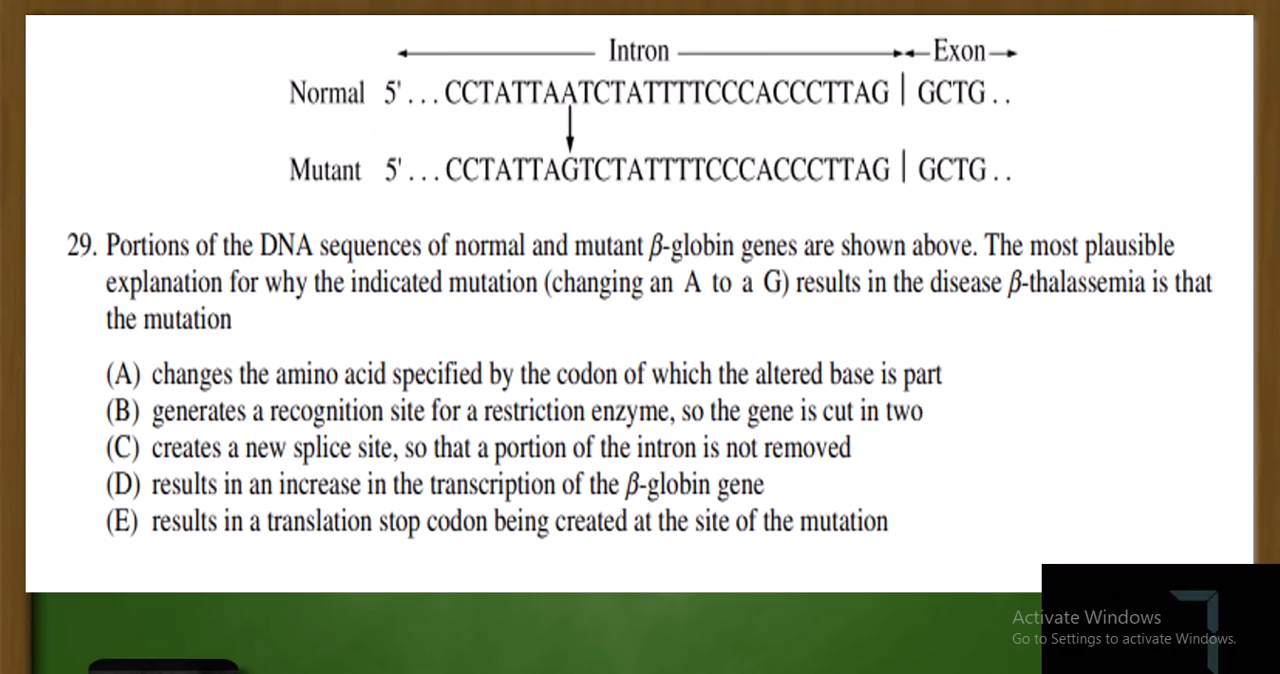 Intron Exon
Normal 5'...CCTATTAATCTATTTTCCCACCCTTAG | GCTG..
Mutant 5'...CCTATTAGTCTATTTTCCCACCCTTAG | GCTG..
29. Portions of the DNA sequences of normal and mutant β-globin genes are shown above. The most plausible
explanation for why the indicated mutation (changing an A to a G) results in the disease β-thalassemia is that
the mutation
(A) changes the amino acid specified by the codon of which the altered base is part
(B) generates a recognition site for a restriction enzyme, so the gene is cut in two
(C) creates a new splice site, so that a portion of the intron is not removed
(D) results in an increase in the transcription of the β-globin gene
(E) results in a translation stop codon being created at the site of the mutation
Activate Windows
Go to Settings to activate Windows.